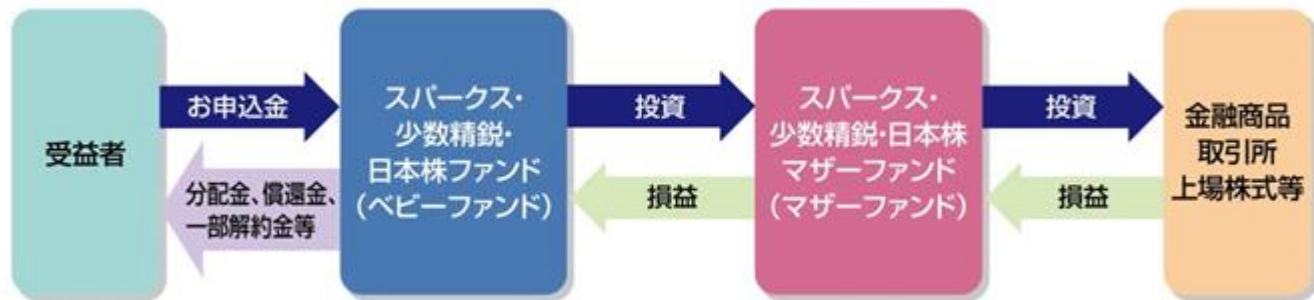 受益者
お申込金
分配金、償還金、
一部解約金等
スパークス・
少数精鋭・
日本株ファンド
(ベビーファンド)
投資
損益
スパークス・
少数精鋭・日本株
マザーファンド
(マザーファンド)
投資
損益
金融商品
取引所
上場株式等